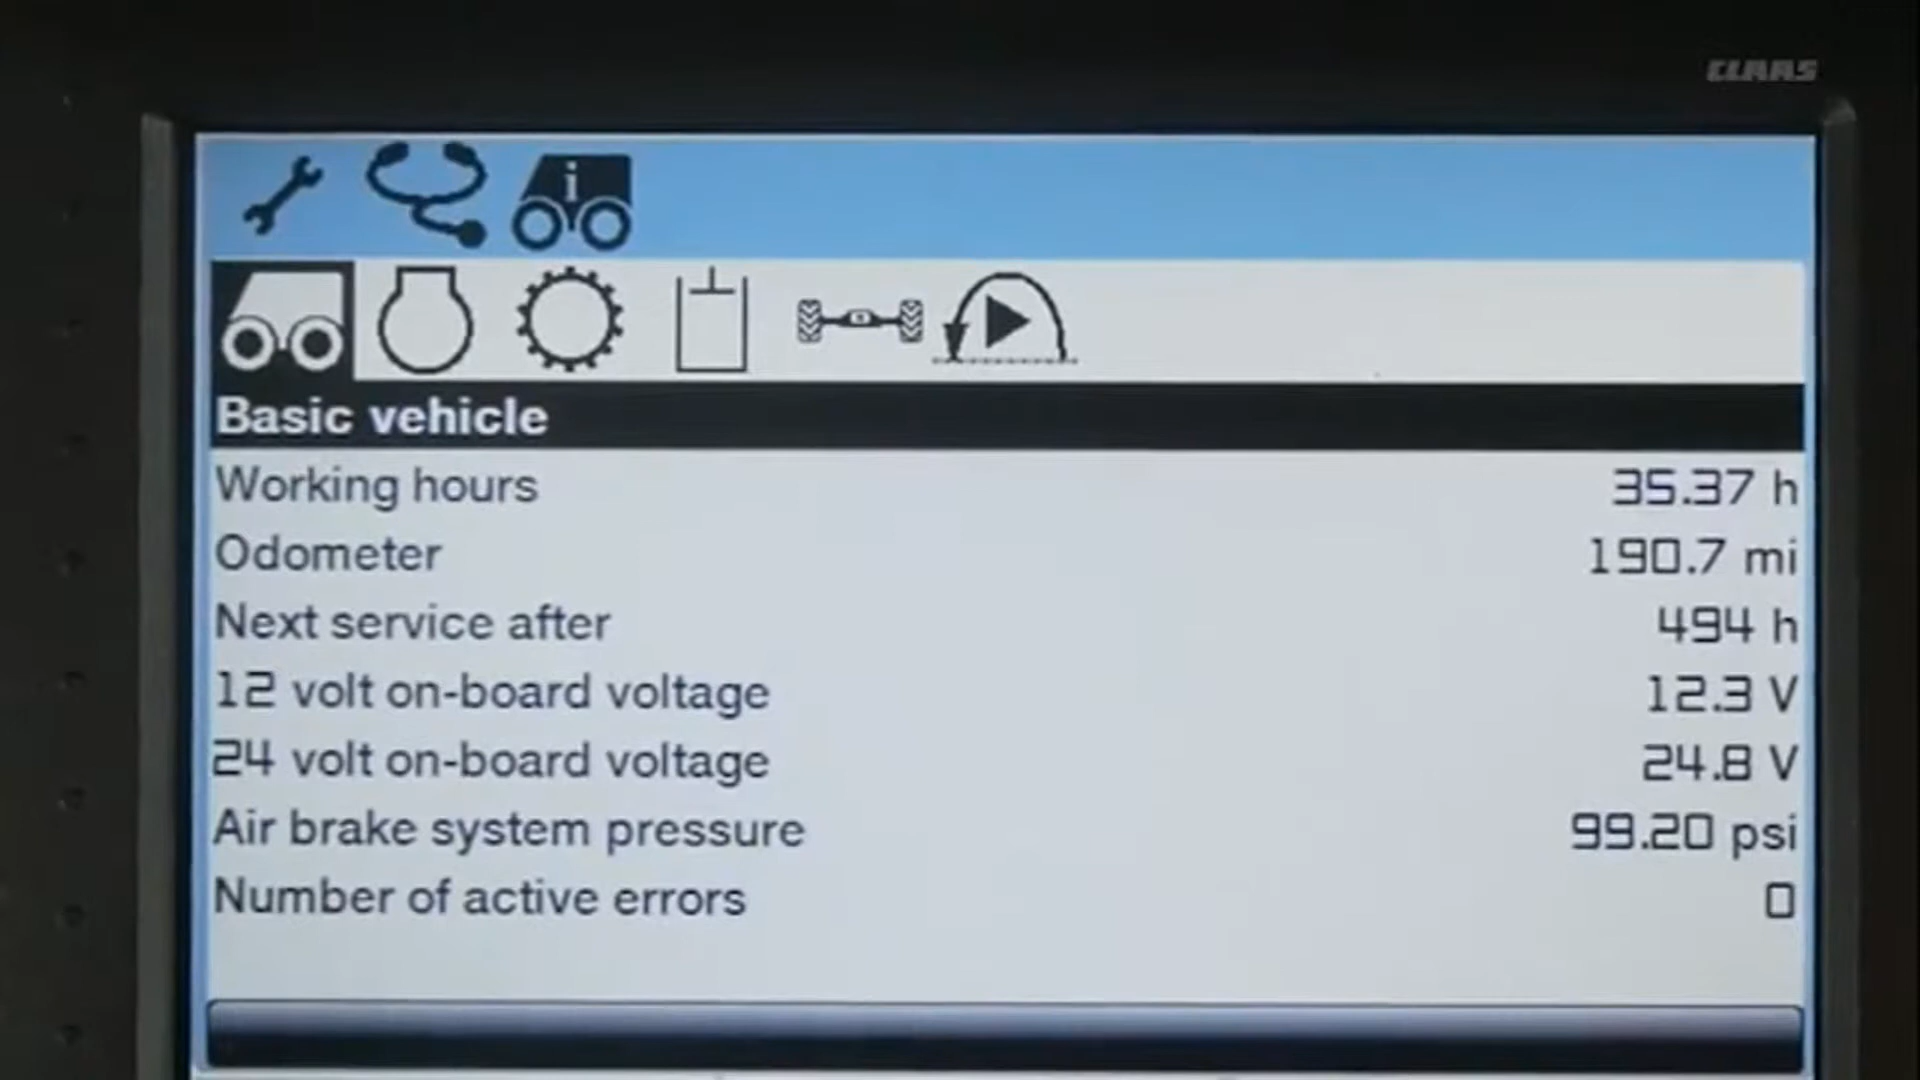 CLAAS
i
Basic vehicle
Working hours 35.37 h
Odometer 190.7 mi
Next service after 494 h
12 volt on-board voltage 12.3 V
24 volt on-board voltage 24.8 V
Air brake system pressure 99.20 psi
Number of active errors 0